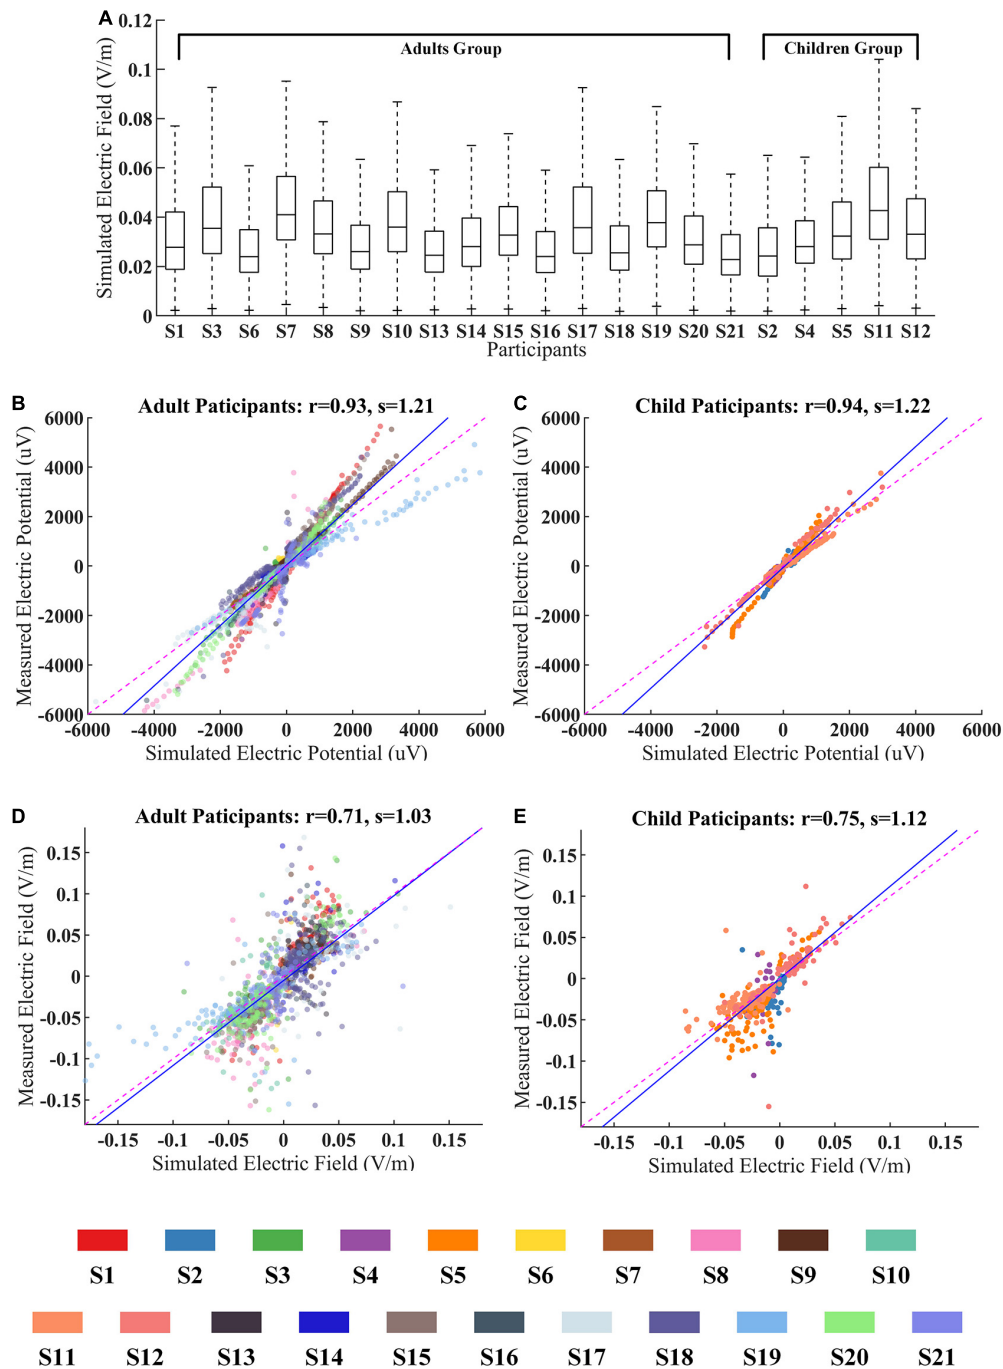 A
0.12
0.1
0.08
0.06
0.04
0.02
0
Simulated Electric Field (V/m)
Adults Group
Children Group
S1 S3 S6 S7 S8 S9 S10 S13 S14 S15 S16 S17 S18 S19 S20 S21 S2 S4 S5 S11 S12
Participants
B
Adult Paticipants: r=0.93, s=1.21
6000
4000
2000
0
-2000
-4000
-6000
Measured Electric Potential (uV)
-6000 -4000 -2000 0 2000 4000 6000
Simulated Electric Potential (uV)
C
Child Paticipants: r=0.94, s=1.22
6000
4000
2000
0
-2000
-4000
-6000
Measured Electric Potential (uV)
-6000 -4000 -2000 0 2000 4000 6000
Simulated Electric Potential (uV)
D
Adult Paticipants: r=0.71, s=1.03
0.15
0.1
0.05
0
-0.05
-0.1
-0.15
Measured Electric Field (V/m)
-0.15 -0.1 -0.05 0 0.05 0.1 0.15
Simulated Electric Field (V/m)
E
Child Paticipants: r=0.75, s=1.12
0.15
0.1
0.05
0
-0.05
-0.1
-0.15
Measured Electric Field (V/m)
-0.15 -0.1 -0.05 0 0.05 0.1 0.15
Simulated Electric Field (V/m)
S1 S2 S3 S4 S5 S6 S7 S8 S9 S10
S11 S12 S13 S14 S15 S16 S17 S18 S19 S20 S21